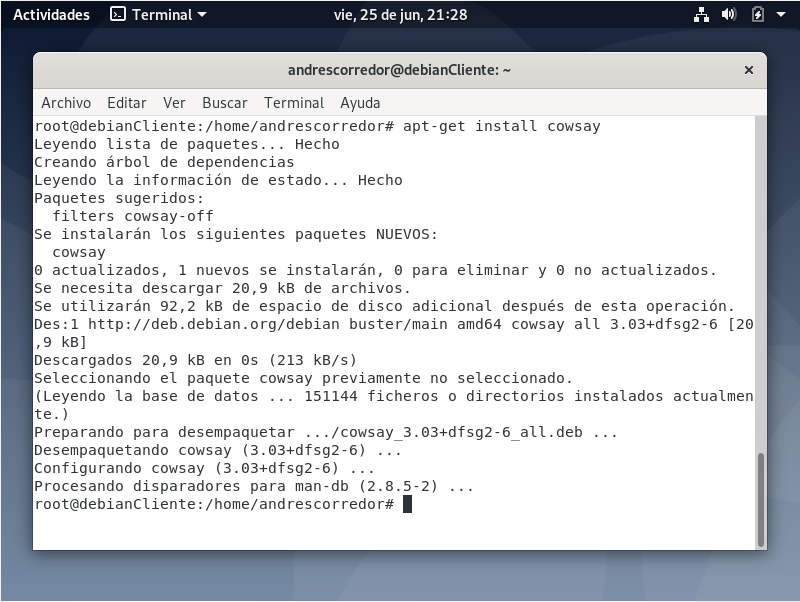 Actividades Terminal vie, 25 de jun, 21:28
andrescorredor@debianCliente: ~
Archivo Editar Ver Buscar Terminal Ayuda
root@debianCliente:/home/andrescorredor# apt-get install cowsay
Leyendo lista de paquetes... Hecho
Creando árbol de dependencias
Leyendo la información de estado... Hecho
Paquetes sugeridos:
  filters cowsay-off
Se instalarán los siguientes paquetes NUEVOS:
  cowsay
0 actualizados, 1 nuevos se instalarán, 0 para eliminar y 0 no actualizados.
Se necesita descargar 20,9 kB de archivos.
Se utilizarán 92,2 kB de espacio de disco adicional después de esta operación.
Des:1 http://deb.debian.org/debian buster/main amd64 cowsay all 3.03+dfsg2-6 [20
,9 kB]
Descargados 20,9 kB en 0s (213 kB/s)
Seleccionando el paquete cowsay previamente no seleccionado.
(Leyendo la base de datos ... 151144 ficheros o directorios instalados actualmen
te.)
Preparando para desempaquetar .../cowsay_3.03+dfsg2-6_all.deb ...
Desempaquetando cowsay (3.03+dfsg2-6) ...
Configurando cowsay (3.03+dfsg2-6) ...
Procesando disparadores para man-db (2.8.5-2) ...
root@debianCliente:/home/andrescorredor#